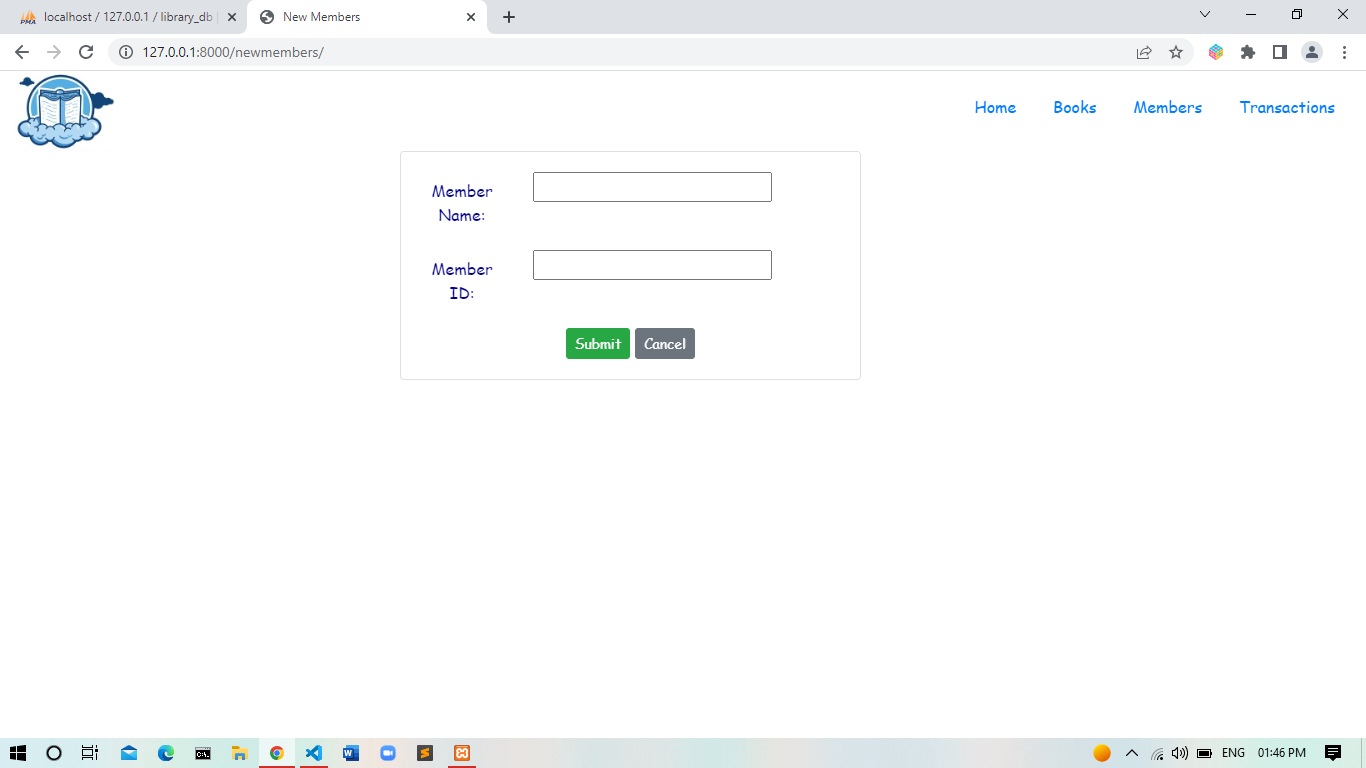 localhost / 127.0.0.1 / library_db
New Members
127.0.0.1:8000/newmembers/
Home Books Members Transactions
Member
Name:
Member
ID:
Submit Cancel
ENG 01:46 PM